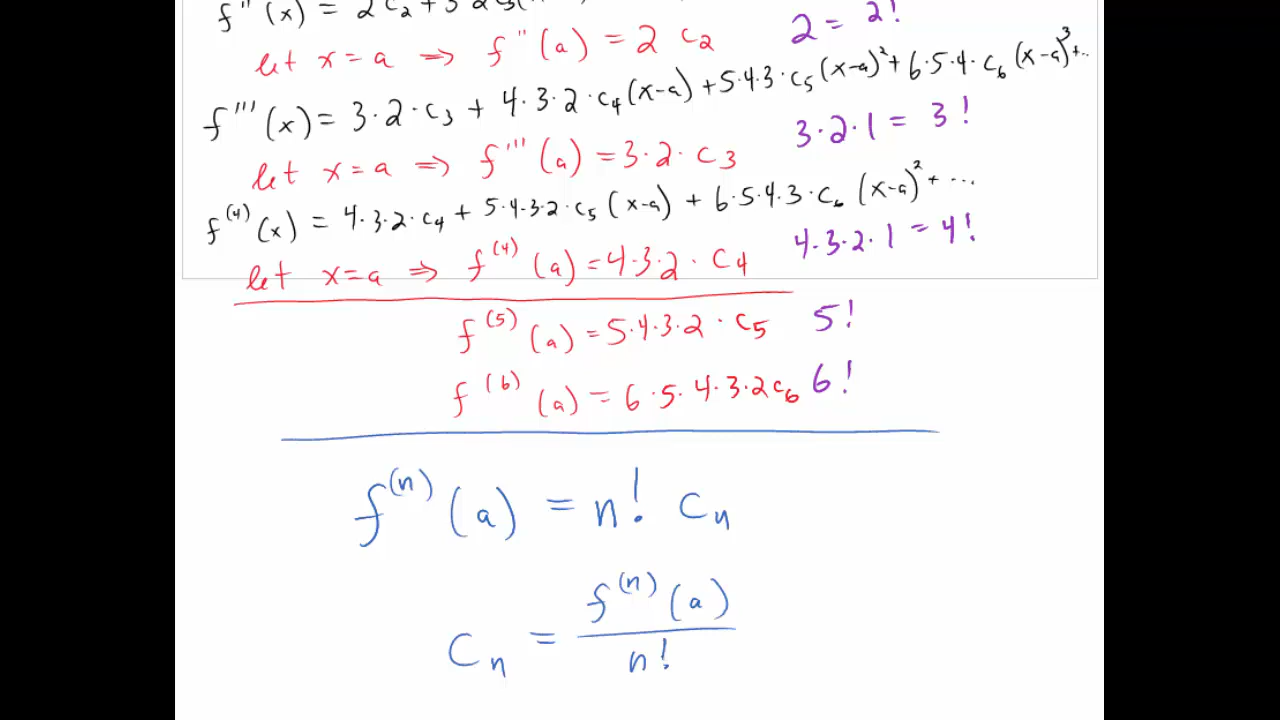 f''(x) = 2c₂ + 3·2c₃(
let x=a ⇒ f''(a) = 2 c₂ 2 = 2!
f'''(x) = 3·2·c₃ + 4·3·2·c₄(x-a) + 5·4·3·c₅(x-a)² + 6·5·4·c₆(x-a)³ + ...
let x=a ⇒ f'''(a) = 3·2·c₃ 3·2·1 = 3!
f⁽⁴⁾(x) = 4·3·2·c₄ + 5·4·3·2·c₅(x-a) + 6·5·4·3·c₆(x-a)² + ...
let x=a ⇒ f⁽⁴⁾(a) = 4·3·2·c₄ 4·3·2·1 = 4!
f⁽⁵⁾(a) = 5·4·3·2·c₅ 5!
f⁽⁶⁾(a) = 6·5·4·3·2c₆ 6!
f⁽ⁿ⁾(a) = n! cₙ
cₙ = f⁽ⁿ⁾(a) / n!